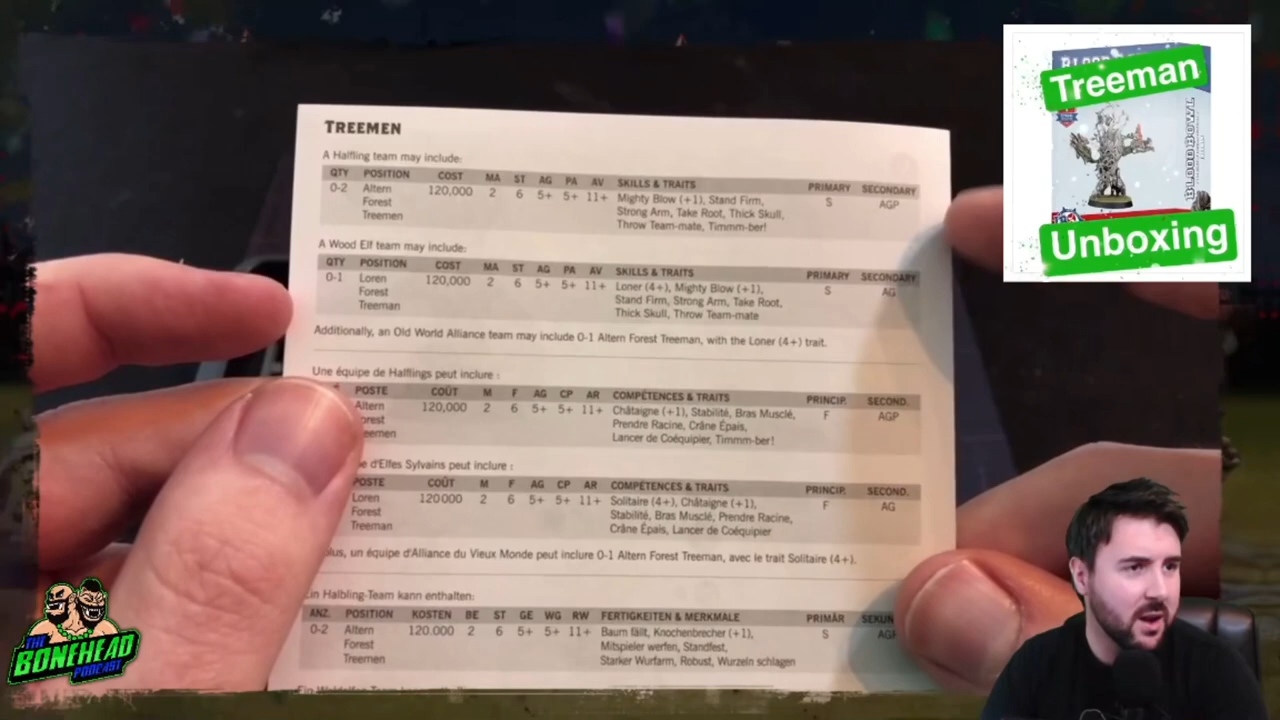 TREEMEN
A Halfling team may include:
QTY POSITION COST MA ST AG PA AV SKILLS & TRAITS PRIMARY SECONDARY
0-2 Altern 120,000 2 6 5+ 5+ 11+ Mighty Blow (+1), Stand Firm, S AGP
Forest Strong Arm, Take Root, Thick Skull,
Treemen Throw Team-mate, Timmm-ber!
A Wood Elf team may include:
QTY POSITION COST MA ST AG PA AV SKILLS & TRAITS PRIMARY SECONDARY
0-1 Loren 120,000 2 6 5+ 5+ 11+ Loner (4+), Mighty Blow (+1), S AG
Forest Stand Firm, Strong Arm, Take Root,
Treeman Thick Skull, Throw Team-mate
Additionally, an Old World Alliance team may include 0-1 Altern Forest Treeman, with the Loner (4+) trait.
Une équipe de Halflings peut inclure :
POSTE COÛT M F AG CP AR COMPÉTENCES & TRAITS PRINCIP. SECOND.
Altern 120,000 2 6 5+ 5+ 11+ Châtaigne (+1), Stabilité, Bras Musclé, F AGP
Prendre Racine, Crâne Épais,
Lancer de Coéquipier, Timmm-ber!
d'Elfes Sylvains peut inclure :
POSTE COÛT M F AG CP AR COMPÉTENCES & TRAITS PRINCIP. SECOND.
Loren 120000 2 6 5+ 5+ 11+ Solitaire (4+), Châtaigne (+1), F AG
Forest Stabilité, Bras Musclé, Prendre Racine,
Treeman Crâne Épais, Lancer de Coéquipier
plus, un équipe d'Alliance du Vieux Monde peut inclure 0-1 Altern Forest Treeman, avec le trait Solitaire (4+).
Ein Halbling-Team kann enthalten:
ANZ. POSITION KOSTEN BE ST GE WG RW FERTIGKEITEN & MERKMALE PRIMÄR
0-2 Altern 120.000 2 6 5+ 5+ 11+ Baum fällt, Knochenbrecher (+1), S
Forest Mitspieler werfen, Standfest,
Treemen Starker Wurfarm, Robust, Wurzeln schlagen
Treeman
BLOOD BOWL
Unboxing
THE
BONEHEAD
PODCAST